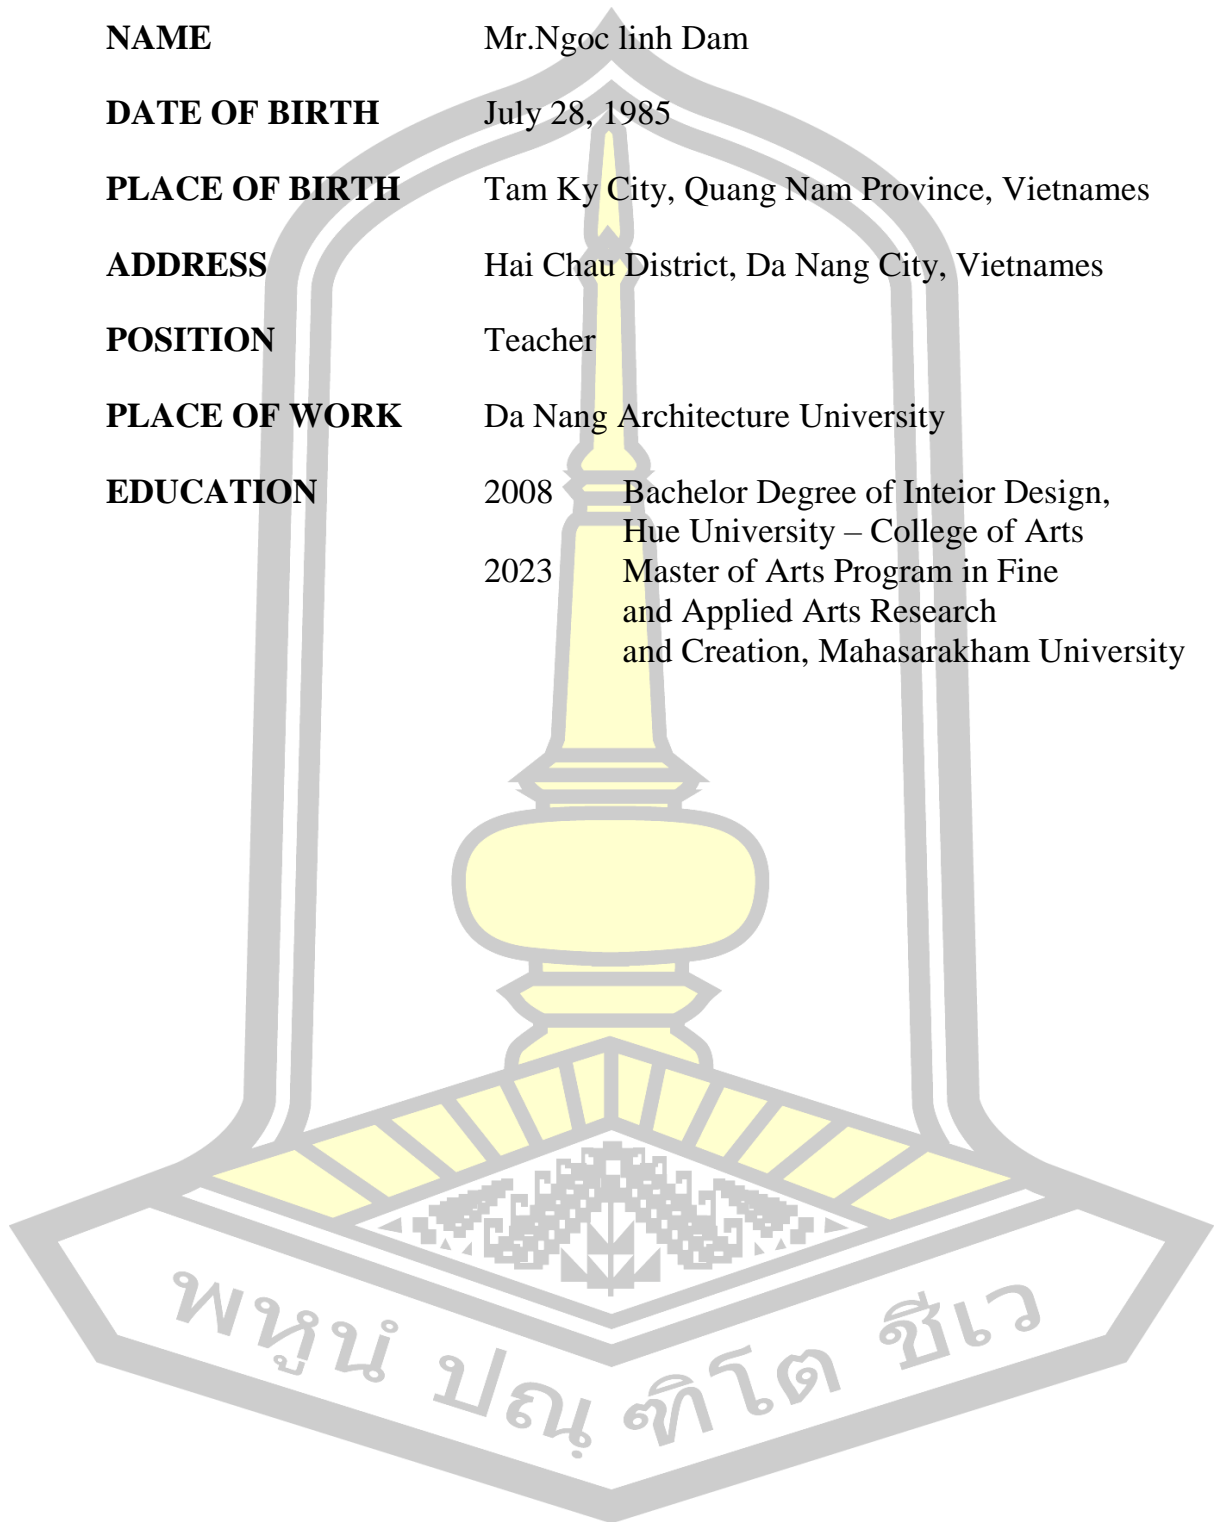 NAME Mr.Ngoc linh Dam
DATE OF BIRTH July 28, 1985
PLACE OF BIRTH Tam Ky City, Quang Nam Province, Vietnames
ADDRESS Hai Chau District, Da Nang City, Vietnames
POSITION Teacher
PLACE OF WORK Da Nang Architecture University
EDUCATION 2008 Bachelor Degree of Inteior Design,
Hue University – College of Arts
2023 Master of Arts Program in Fine
and Applied Arts Research
and Creation, Mahasarakham University
พหูนํ ปณฺ ฑิโต ชีเว